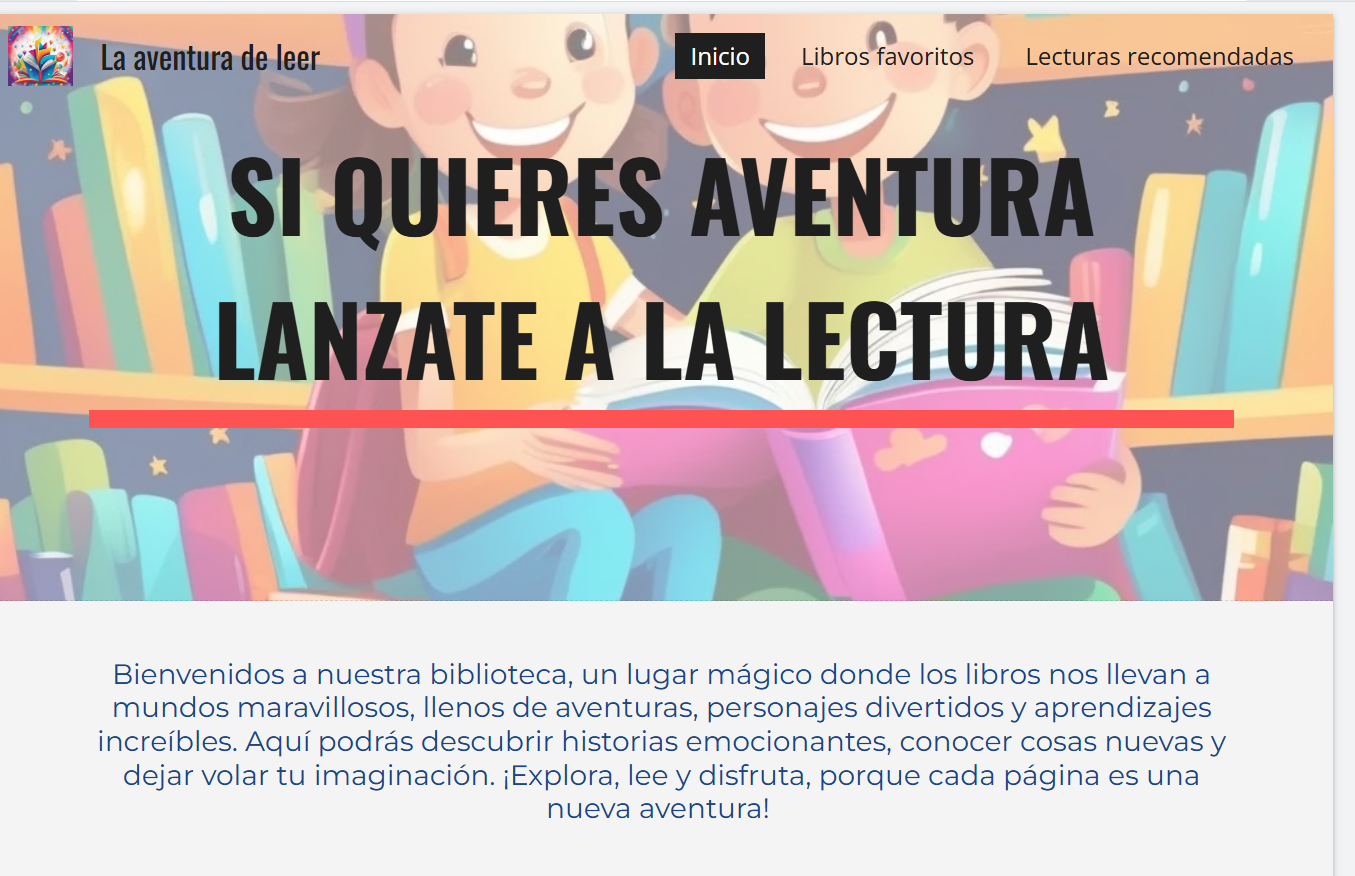 La aventura de leer
Inicio
Libros favoritos
Lecturas recomendadas
SI QUIERES AVENTURA
LANZATE A LA LECTURA
Bienvenidos a nuestra biblioteca, un lugar mágico donde los libros nos llevan a
mundos maravillosos, llenos de aventuras, personajes divertidos y aprendizajes
increíbles. Aquí podrás descubrir historias emocionantes, conocer cosas nuevas y
dejar volar tu imaginación. ¡Explora, lee y disfruta, porque cada página es una
nueva aventura!